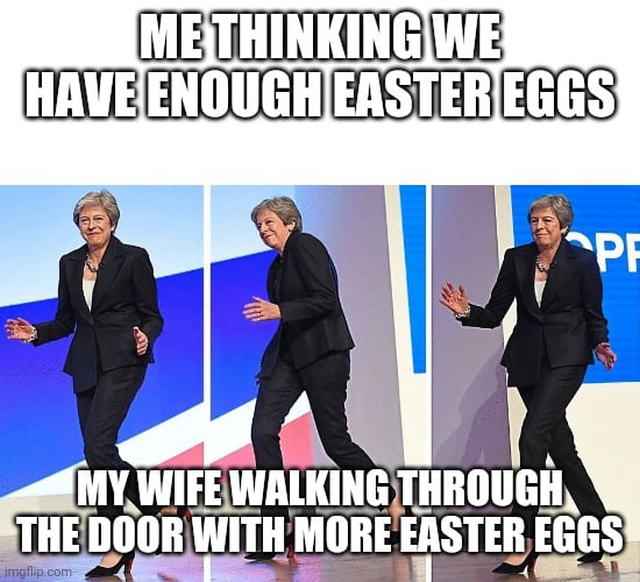 ME THINKING WE
HAVE ENOUGH EASTER EGGS
OPP
MY WIFE WALKING THROUGH
THE DOOR WITH MORE EASTER EGGS
imgflip.com